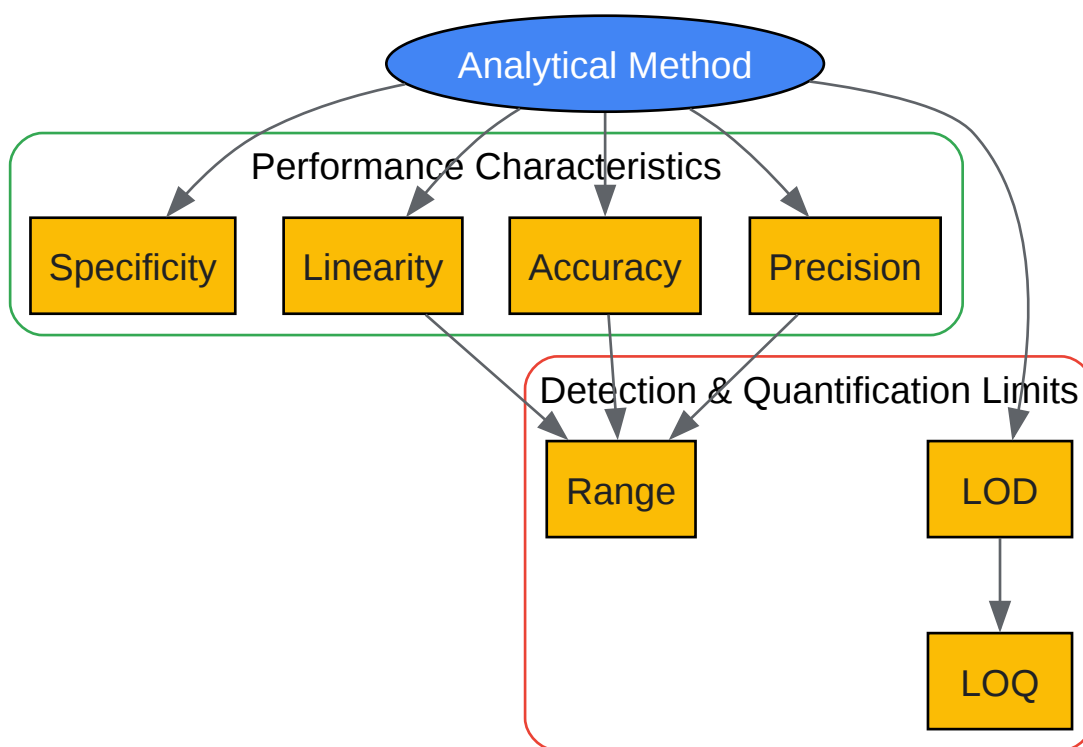 Analytical Method
Performance Characteristics
Specificity
Linearity
Accuracy
Precision
Detection & Quantification Limits
Range
LOD
LOQ